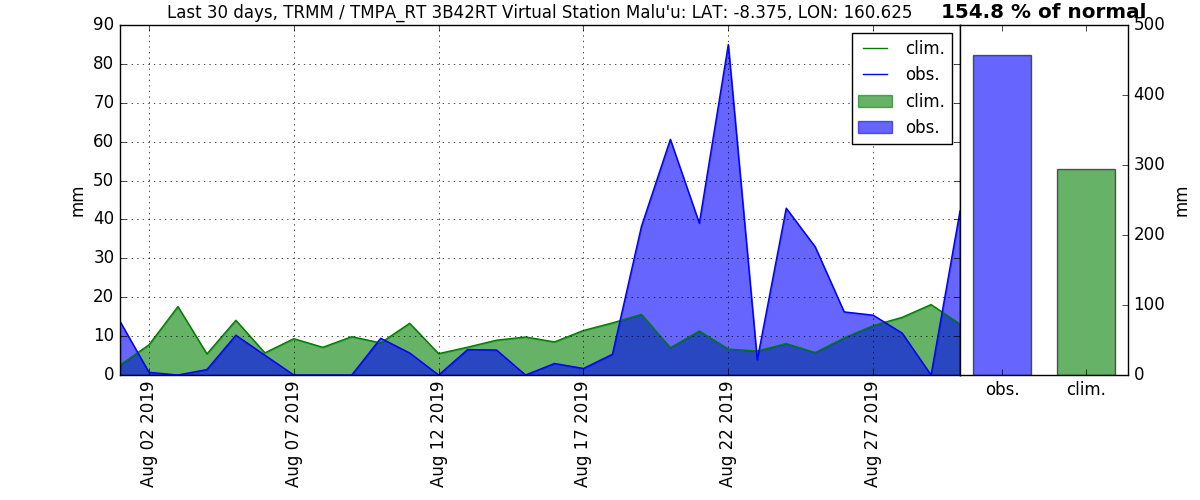 Last 30 days, TRMM / TMPA_RT 3B42RT Virtual Station Malu'u: LAT: -8.375, LON: 160.625
154.8 % of normal
90
80
70
60
50
40
30
20
10
0
mm
clim.
obs.
clim.
obs.
Aug 02 2019
Aug 07 2019
Aug 12 2019
Aug 17 2019
Aug 22 2019
Aug 27 2019
500
400
300
200
100
0
mm
obs.
clim.